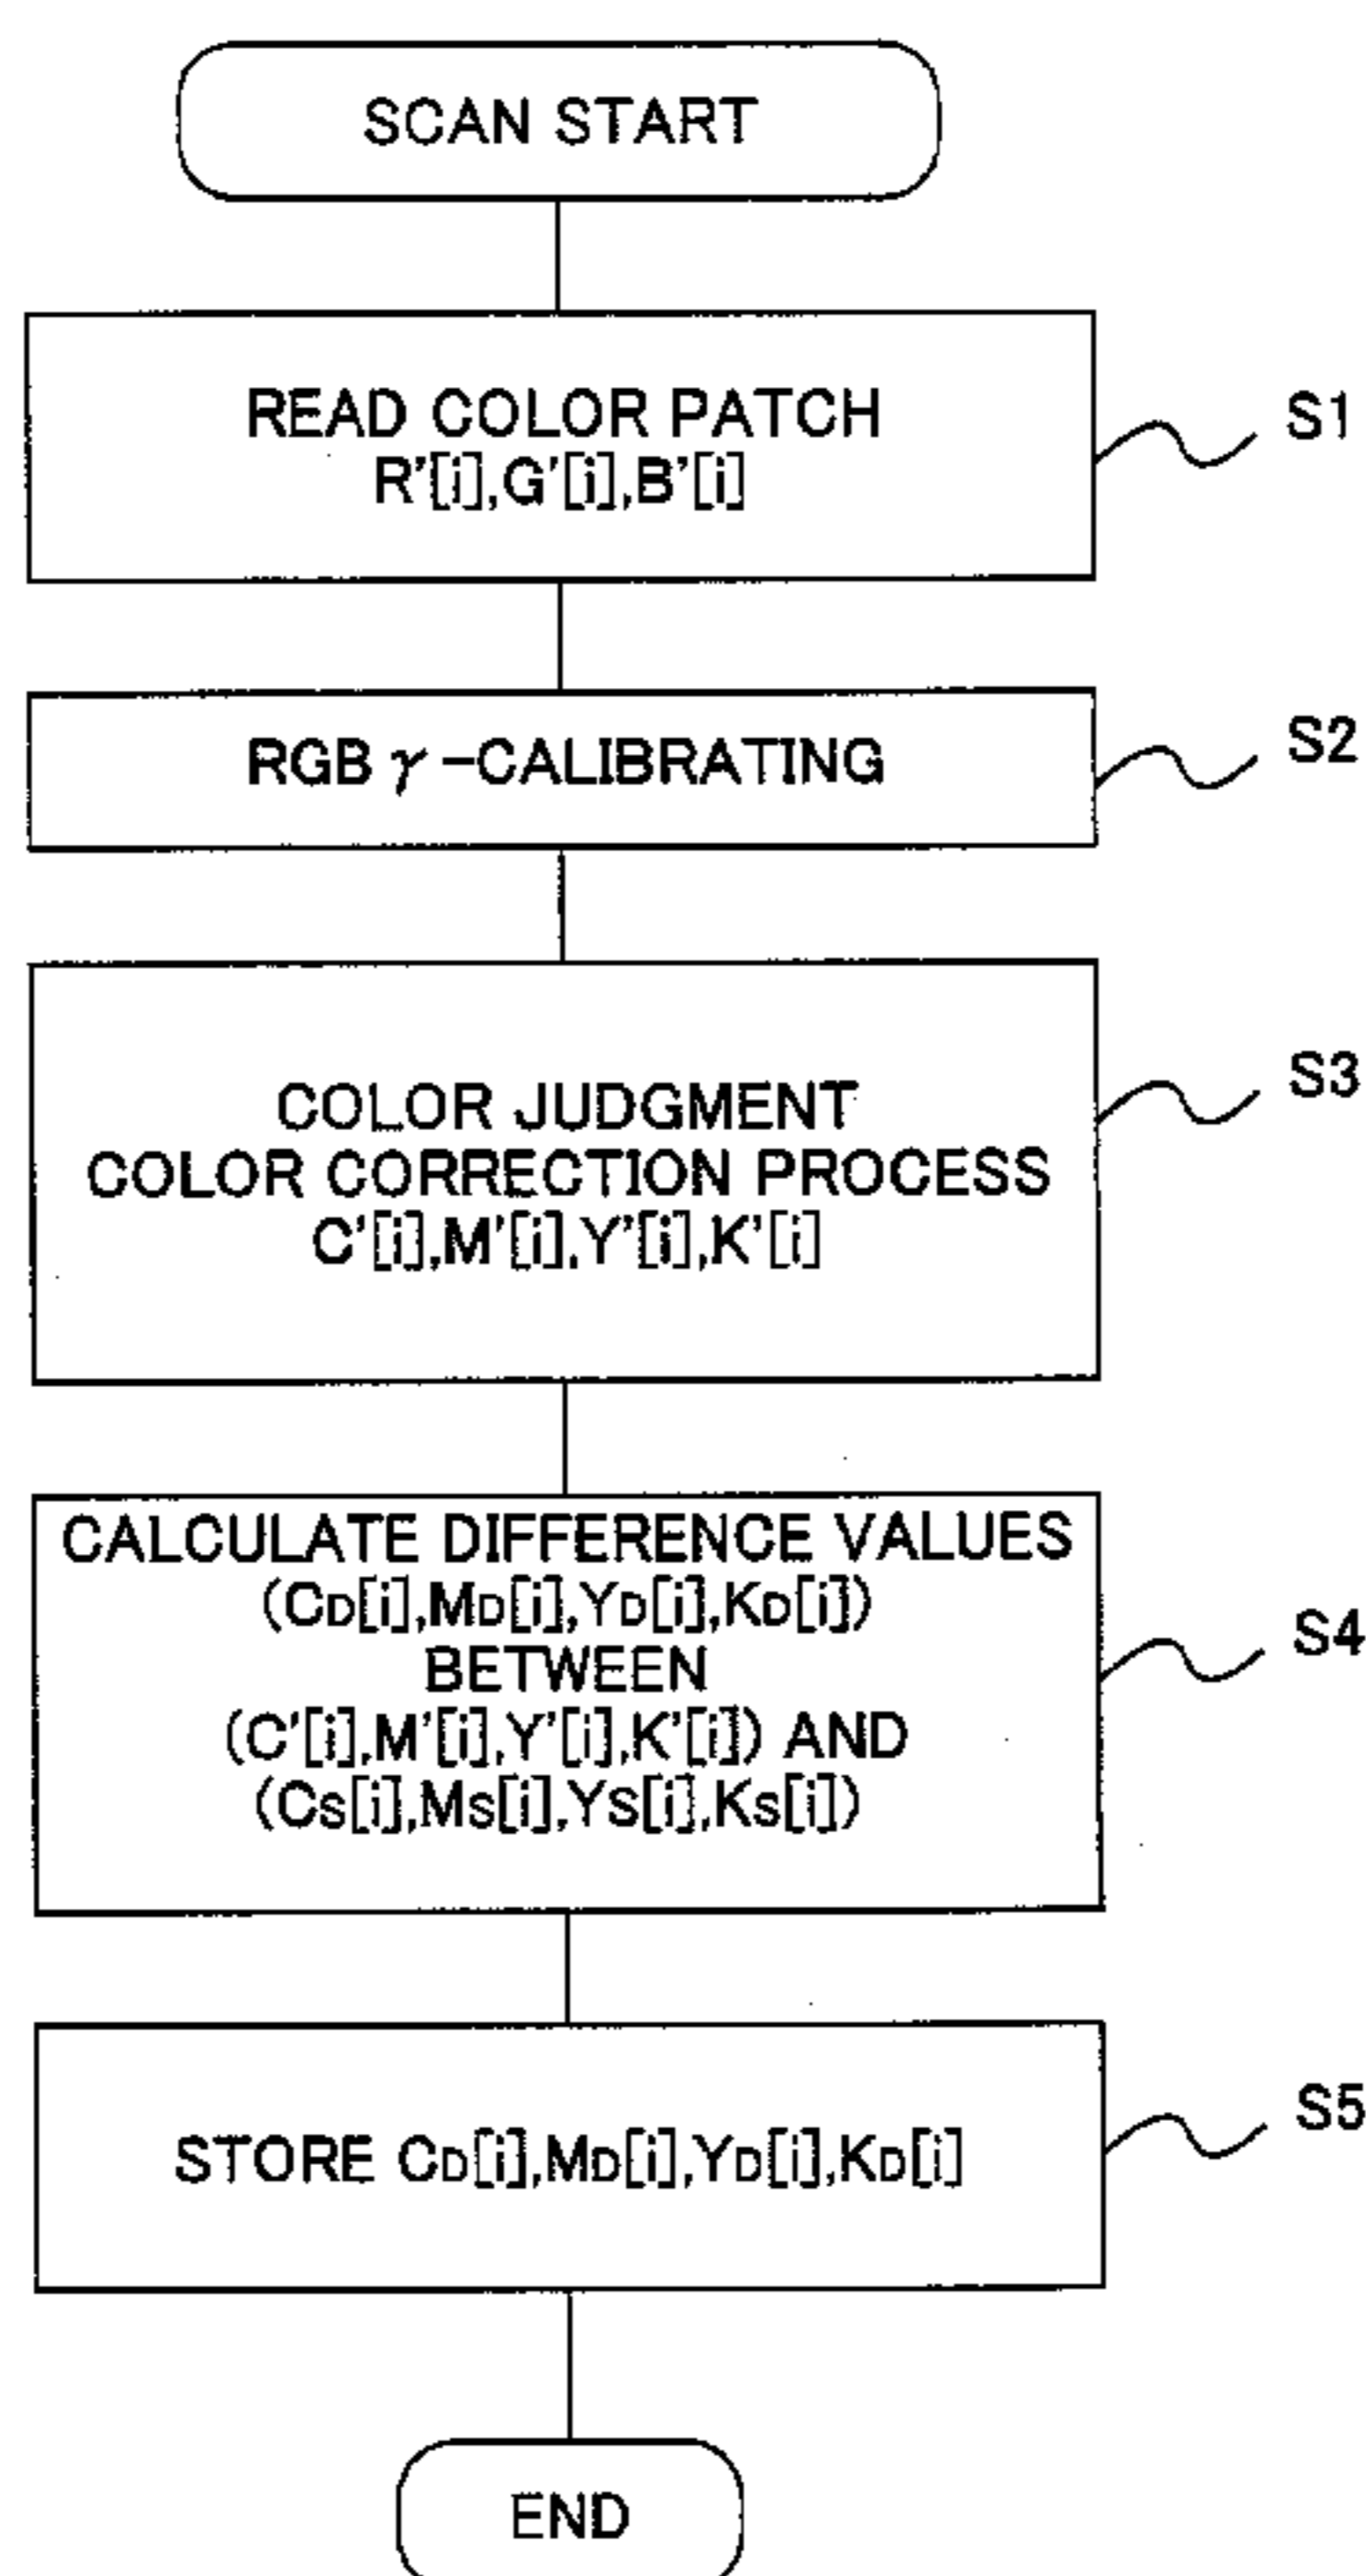 SCAN START
READ COLOR PATCH
R'[i],G'[i],B'[i]
S1
RGB γ-CALIBRATING
S2
COLOR JUDGMENT
COLOR CORRECTION PROCESS
C'[i],M'[i],Y'[i],K'[i]
S3
CALCULATE DIFFERENCE VALUES
(CD[i],MD[i],YD[i],KD[i])
BETWEEN
(C'[i],M'[i],Y'[i],K'[i]) AND
(CS[i],MS[i],YS[i],KS[i])
S4
STORE CD[i],MD[i],YD[i],KD[i]
S5
END